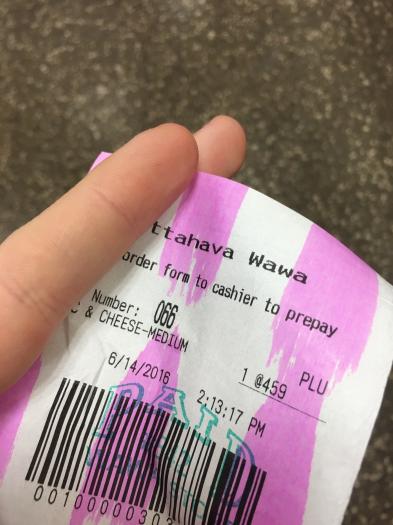 ttahava Wawa
order form to cashier to prepay
Number: 066
C & CHEESE-MEDIUM
1 @459 PLU
6/14/2016 2:13:17 PM
PAID